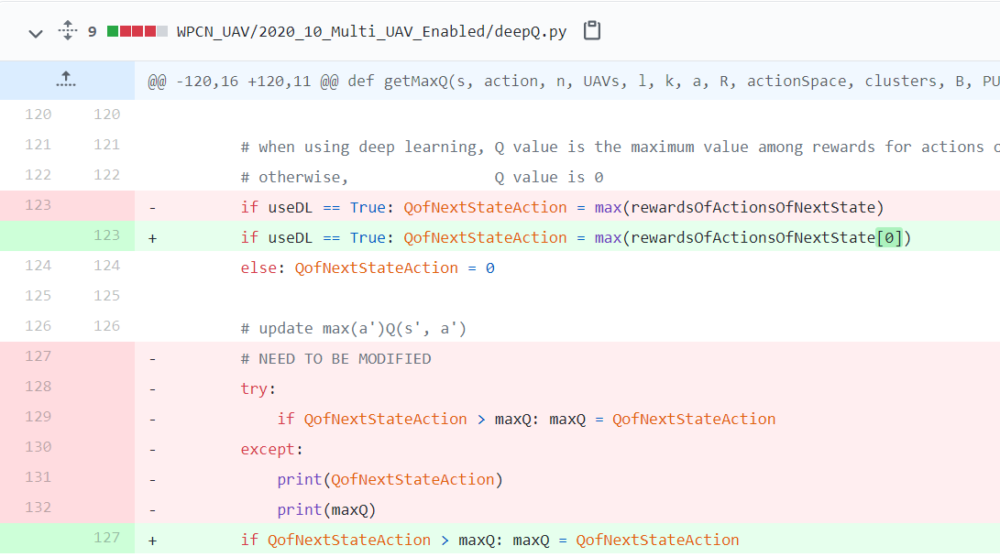 9 WPCN_UAV/2020_10_Multi_UAV_Enabled/deepQ.py
@@ -120,16 +120,11 @@ def getMaxQ(s, action, n, UAVs, l, k, a, R, actionSpace, clusters, B, PU
120 120
121 121 # when using deep learning, Q value is the maximum value among rewards for actions o
122 122 # otherwise, Q value is 0
123 - if useDL == True: QofNextStateAction = max(rewardsOfActionsOfNextState)
123 + if useDL == True: QofNextStateAction = max(rewardsOfActionsOfNextState[0])
124 124 else: QofNextStateAction = 0
125 125
126 126 # update max(a')Q(s', a')
127 - # NEED TO BE MODIFIED
128 - try:
129 - if QofNextStateAction > maxQ: maxQ = QofNextStateAction
130 - except:
131 - print(QofNextStateAction)
132 - print(maxQ)
127 + if QofNextStateAction > maxQ: maxQ = QofNextStateAction